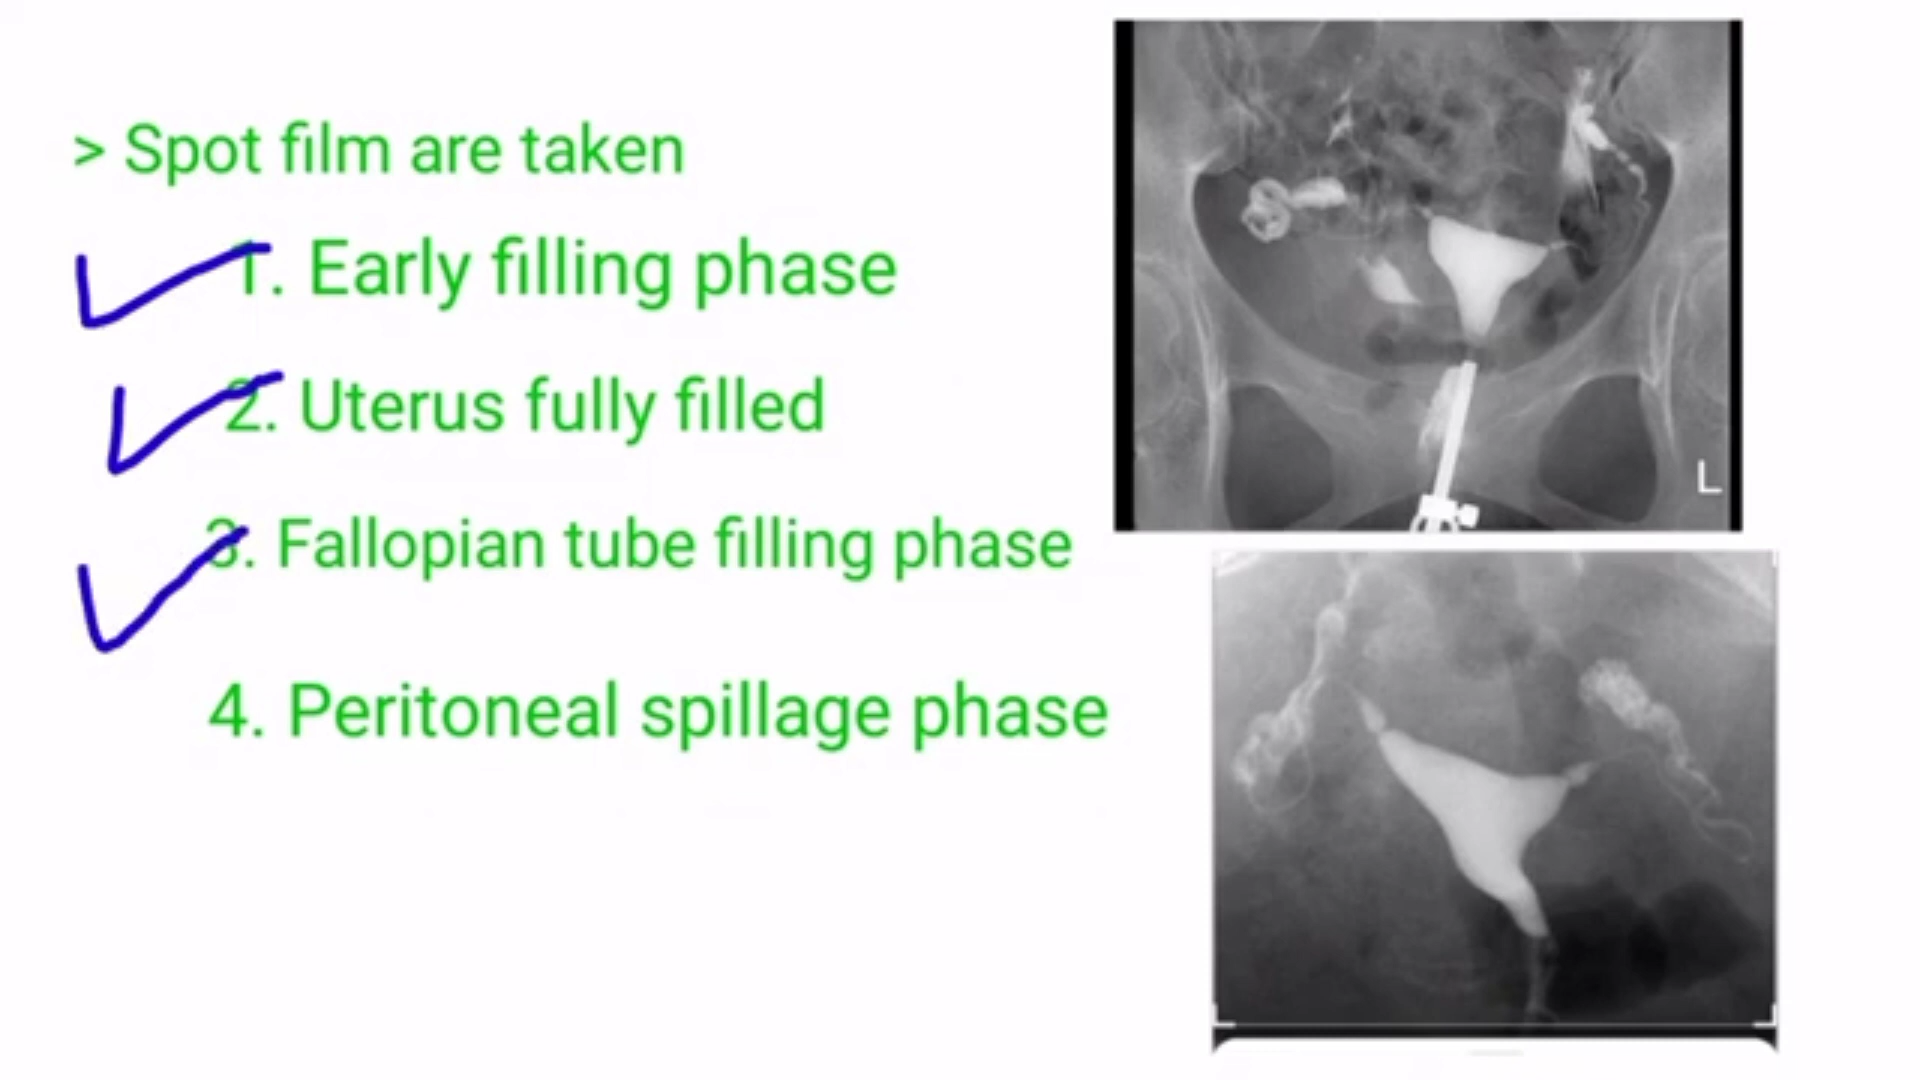 > Spot film are taken
1. Early filling phase
2. Uterus fully filled
3. Fallopian tube filling phase
4. Peritoneal spillage phase
L